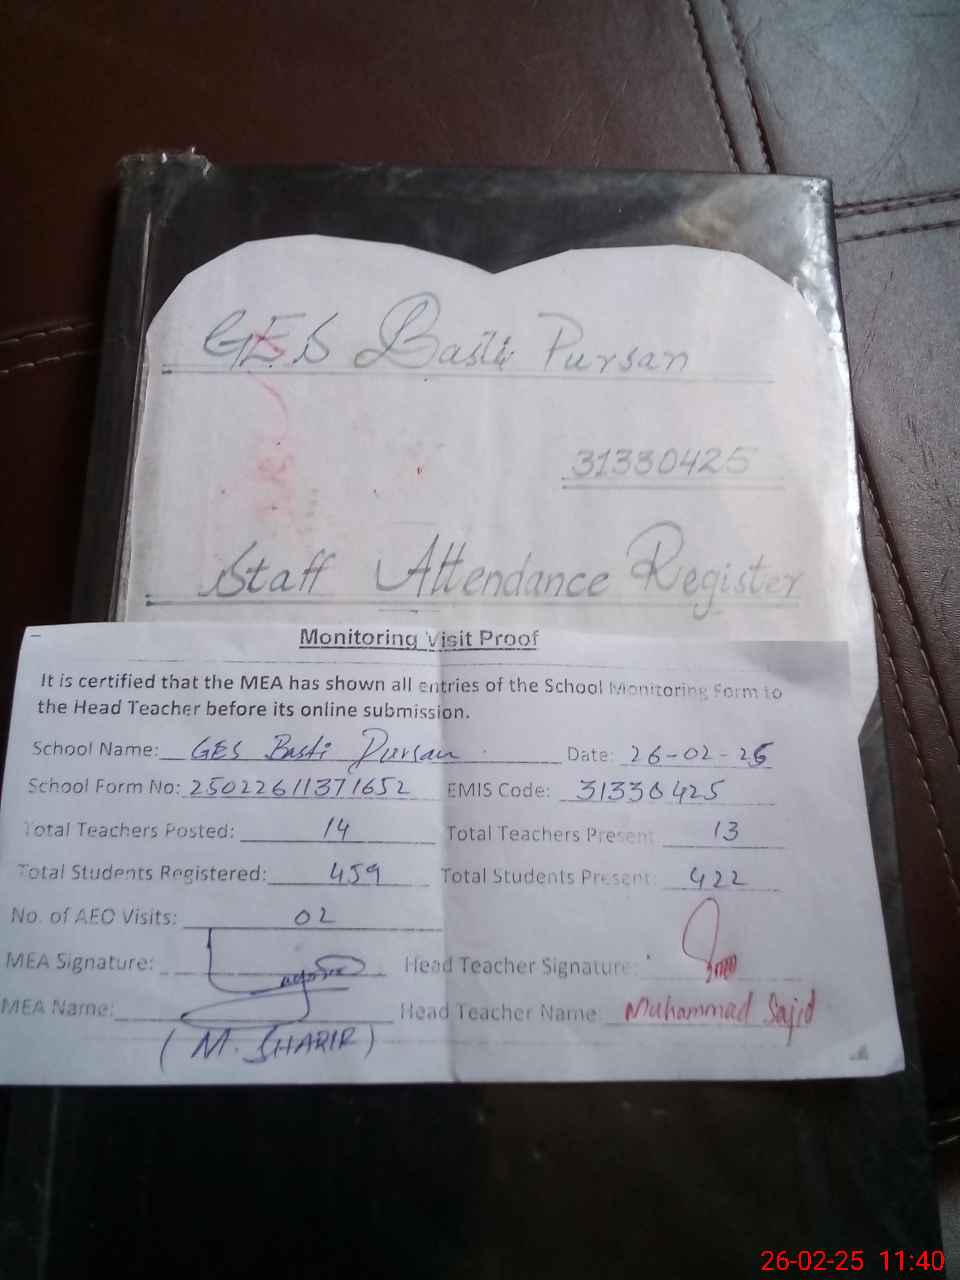 GES Basti Pursan
31330425
Staff Attendance Register
Monitoring Visit Proof
It is certified that the MEA has shown all entries of the School Monitoring Form to
the Head Teacher before its online submission.
School Name: GES Basti Pursan Date: 26-02-25
School Form No: 25022611371652 EMIS Code: 31330425
Total Teachers Posted: 14 Total Teachers Present: 13
Total Students Registered: 459 Total Students Present: 422
No. of AEO Visits: 02
MEA Signature: Head Teacher Signature:
MEA Name: Head Teacher Name: Muhammad Sajid
(M. SHABIR)
26-02-25 11:40